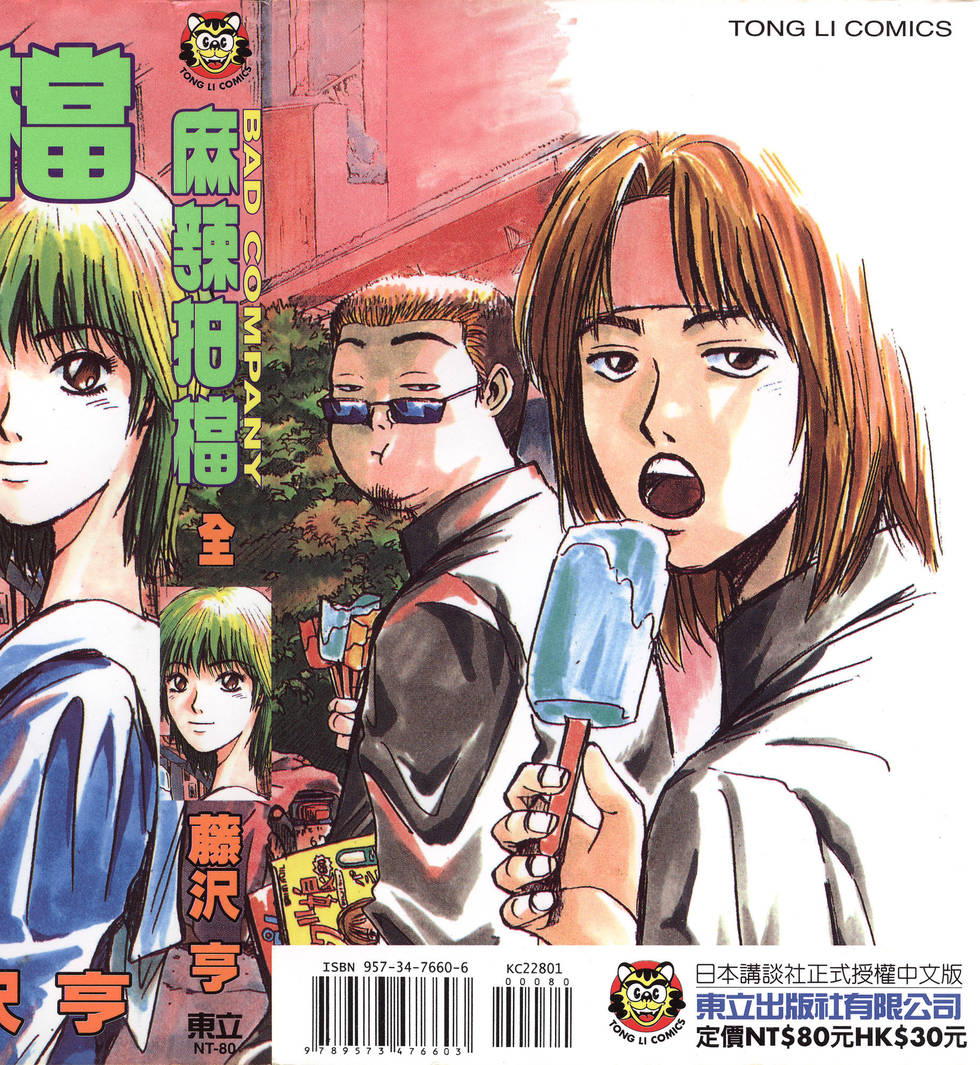 檔
TONG LI COMICS
麻辣拍檔
BAD COMPANY
全
藤沢亨
東立
NT-80
沢亨
TONG LI COMICS
ISBN 957-34-7660-6
9789573476603
KC22801
00080
TONG LI COMICS
日本講談社正式授權中文版
東立出版社有限公司
定價NT$80元HK$30元